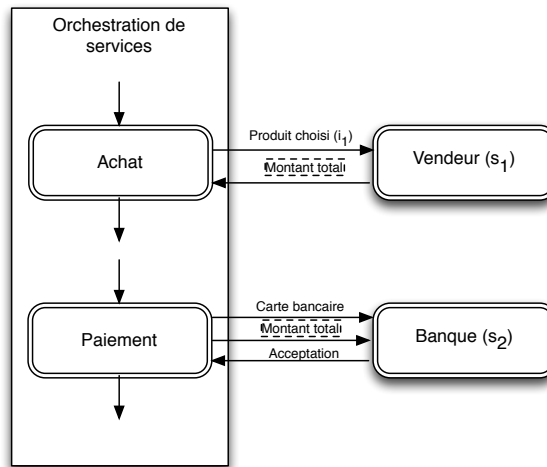 Orchestration de
services
Produit choisi (i1)
Achat
Vendeur (s1)
Montant total
Carte bancaire
Montant total
Paiement
Banque (s2)
Acceptation